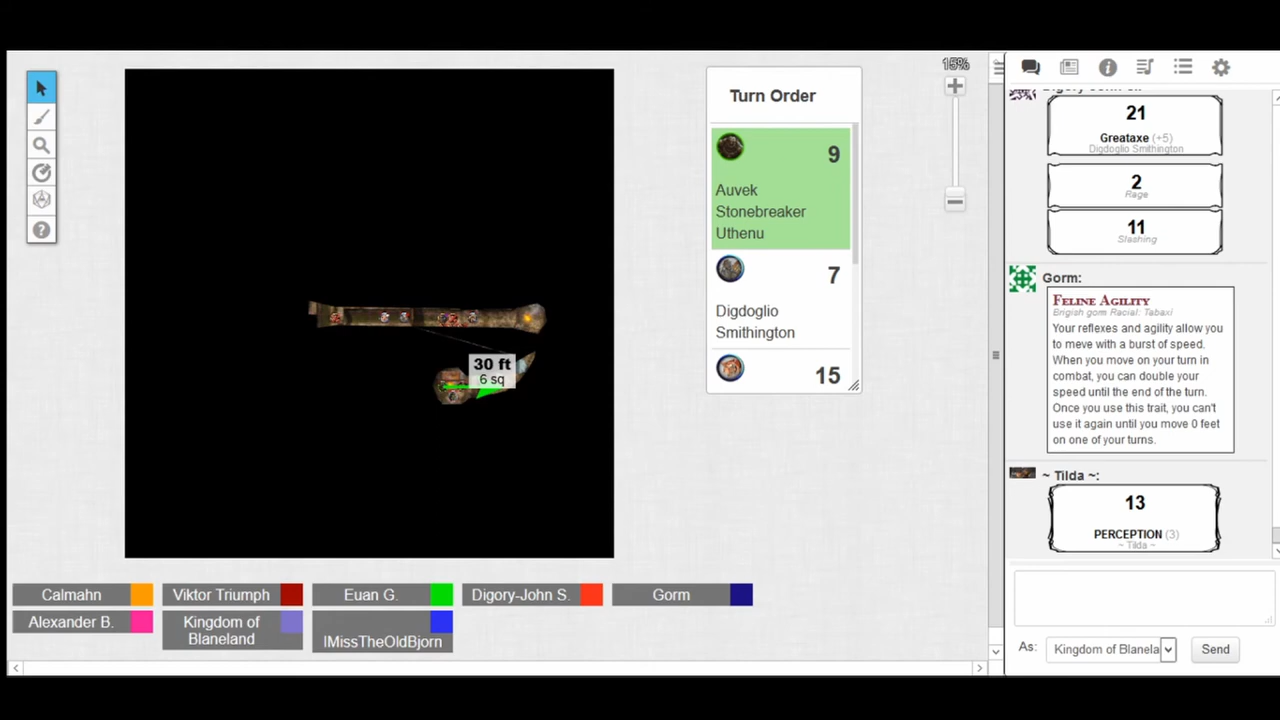 15%
Turn Order
9
Auvek
Stonebreaker
Uthenu
7
Digdoglio
Smithington
15
30 ft
6 sq
Calmahn
Viktor Triumph
Euan G.
Digory-John S.
Gorm
Alexander B.
Kingdom of
Blaneland
IMissTheOldBjorn
21
Greataxe (+5)
Digdoglio Smithington
2
Rage
11
Slashing
Gorm:
FELINE AGILITY
Brigish gom Racial: Tabaxi
Your reflexes and agility allow you
to move with a burst of speed.
When you move on your turn in
combat, you can double your
speed until the end of the turn.
Once you use this trait, you can't
use it again until you move 0 feet
on one of your turns.
~ Tilda ~:
13
PERCEPTION (3)
~ Tilda ~
As:
Kingdom of Blanela
Send